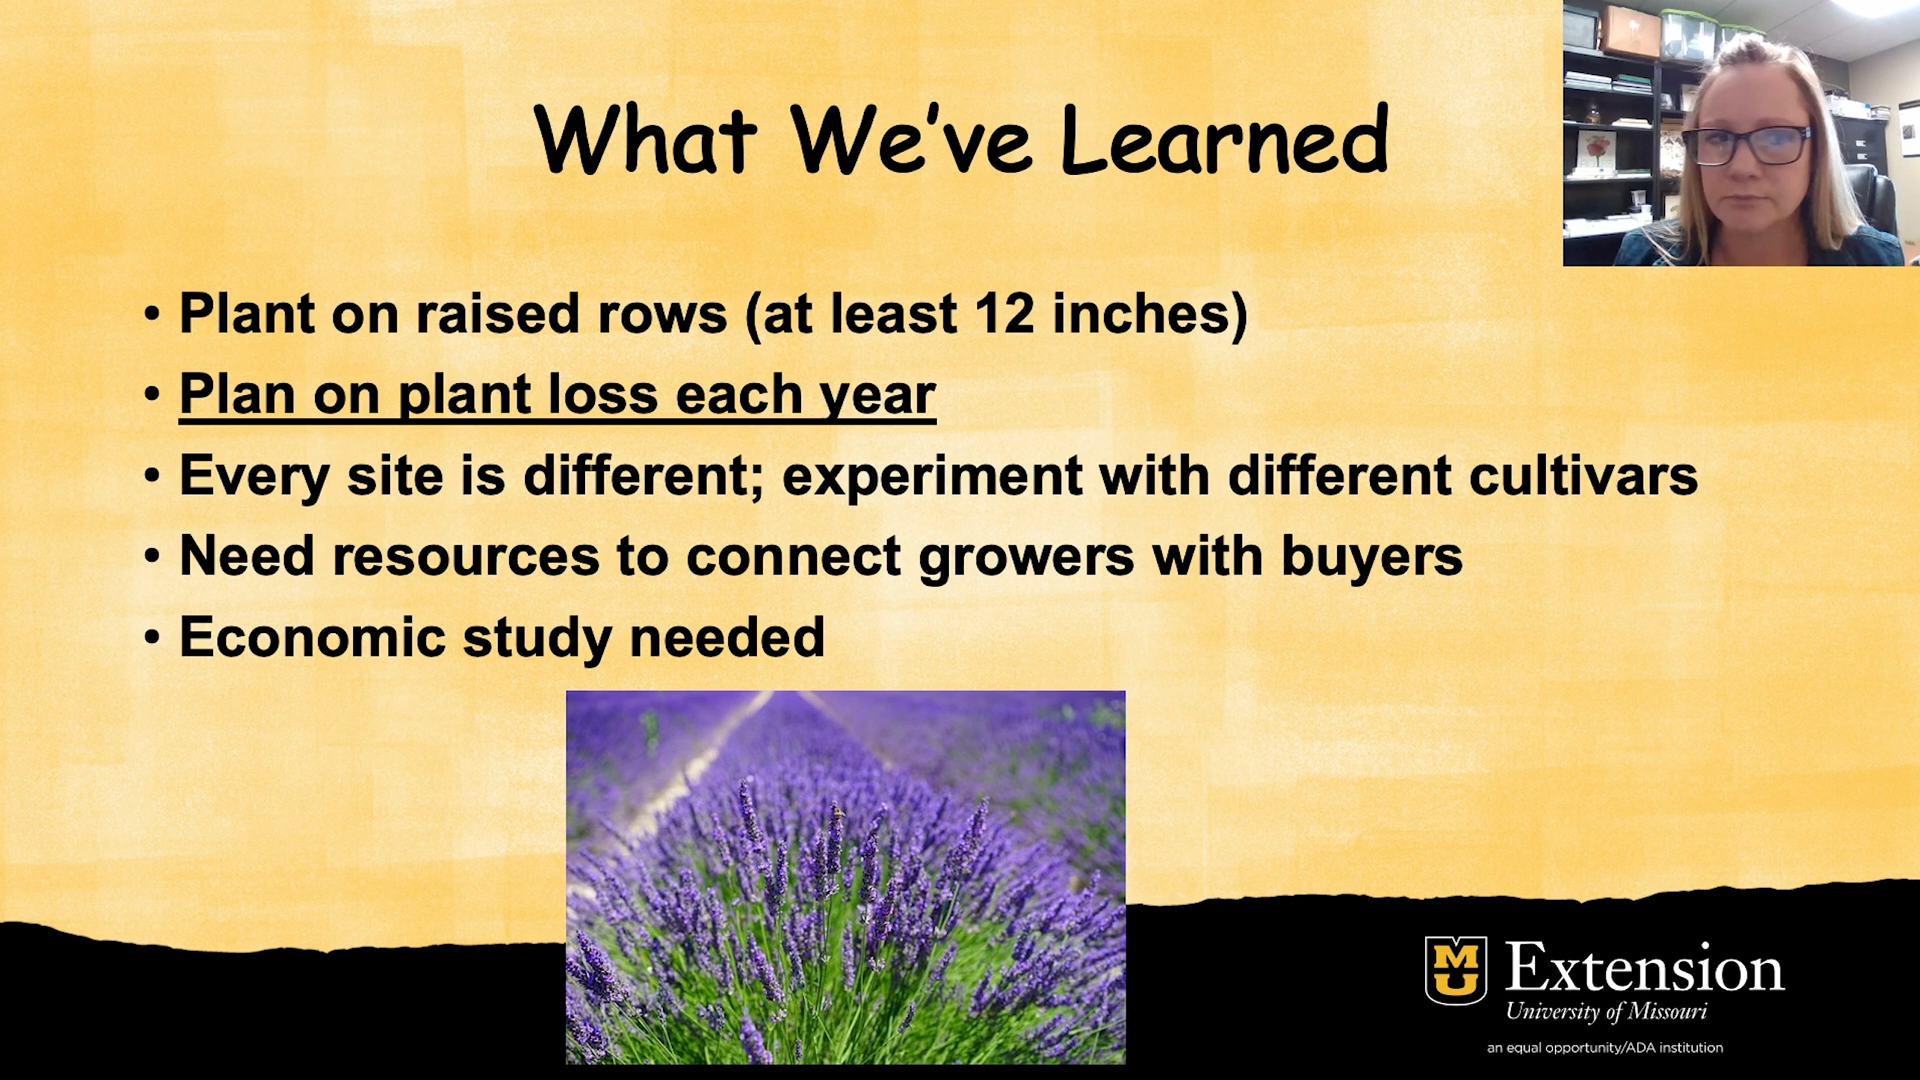 What We’ve Learned
• Plant on raised rows (at least 12 inches)
• Plan on plant loss each year
• Every site is different; experiment with different cultivars
• Need resources to connect growers with buyers
• Economic study needed
MU Extension
University of Missouri
an equal opportunity/ADA institution